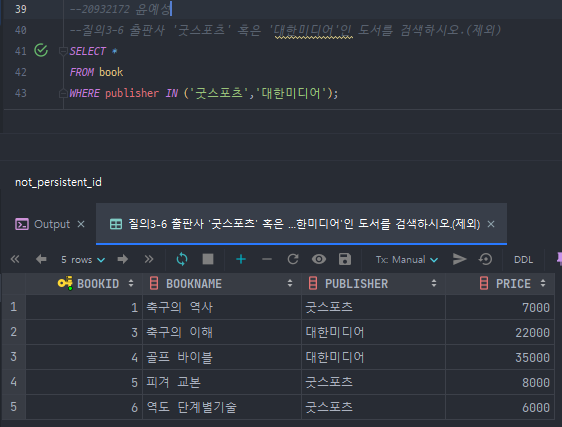 39 --20932172 윤예성
40 --질의3-6 출판사 '굿스포츠' 혹은 '대한미디어'인 도서를 검색하시오.(제외)
41 SELECT *
42 FROM book
43 WHERE publisher IN ('굿스포츠','대한미디어');
not_persistent_id
Output × 질의3-6 출판사 '굿스포츠' 혹은 ...한미디어'인 도서를 검색하시오.(제외) ×
5 rows Tx: Manual DDL
BOOKID BOOKNAME PUBLISHER PRICE
1 1 축구의 역사 굿스포츠 7000
2 3 축구의 이해 대한미디어 22000
3 4 골프 바이블 대한미디어 35000
4 5 피겨 교본 굿스포츠 8000
5 6 역도 단계별기술 굿스포츠 6000